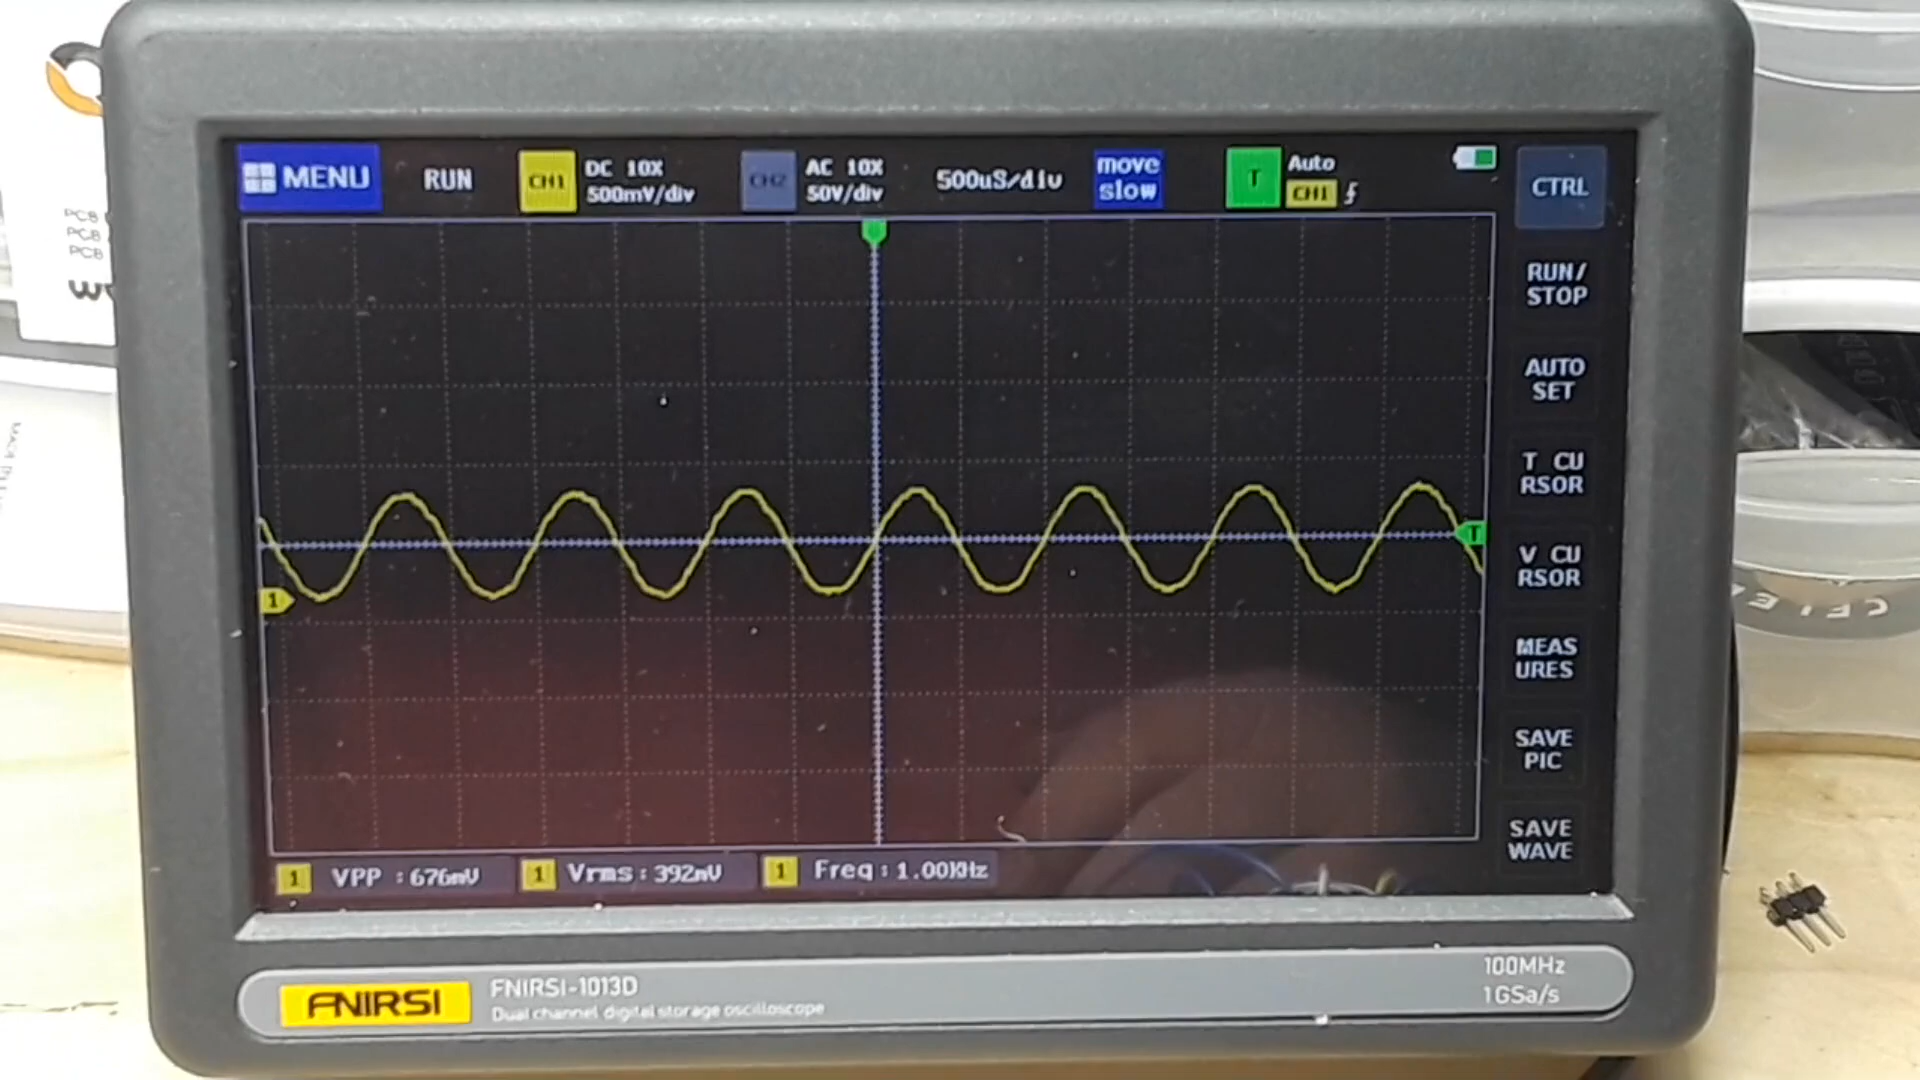 MENU
RUN
CH1
DC 10X
500mV/div
CH2
AC 10X
50V/div
500uS/div
move
slow
T
Auto
CH1
CTRL
RUN/
STOP
AUTO
SET
T CU
RSOR
V CU
RSOR
MEAS
URES
SAVE
PIC
SAVE
WAVE
T
1
1 VPP :676mV
1 Vrms:392mV
1 Freq:1.00KHz
FNIRSI
FNIRSI-1013D
Dual channel digital storage oscilloscope
100MHz
1GSa/s
PCB
PCB
PCB